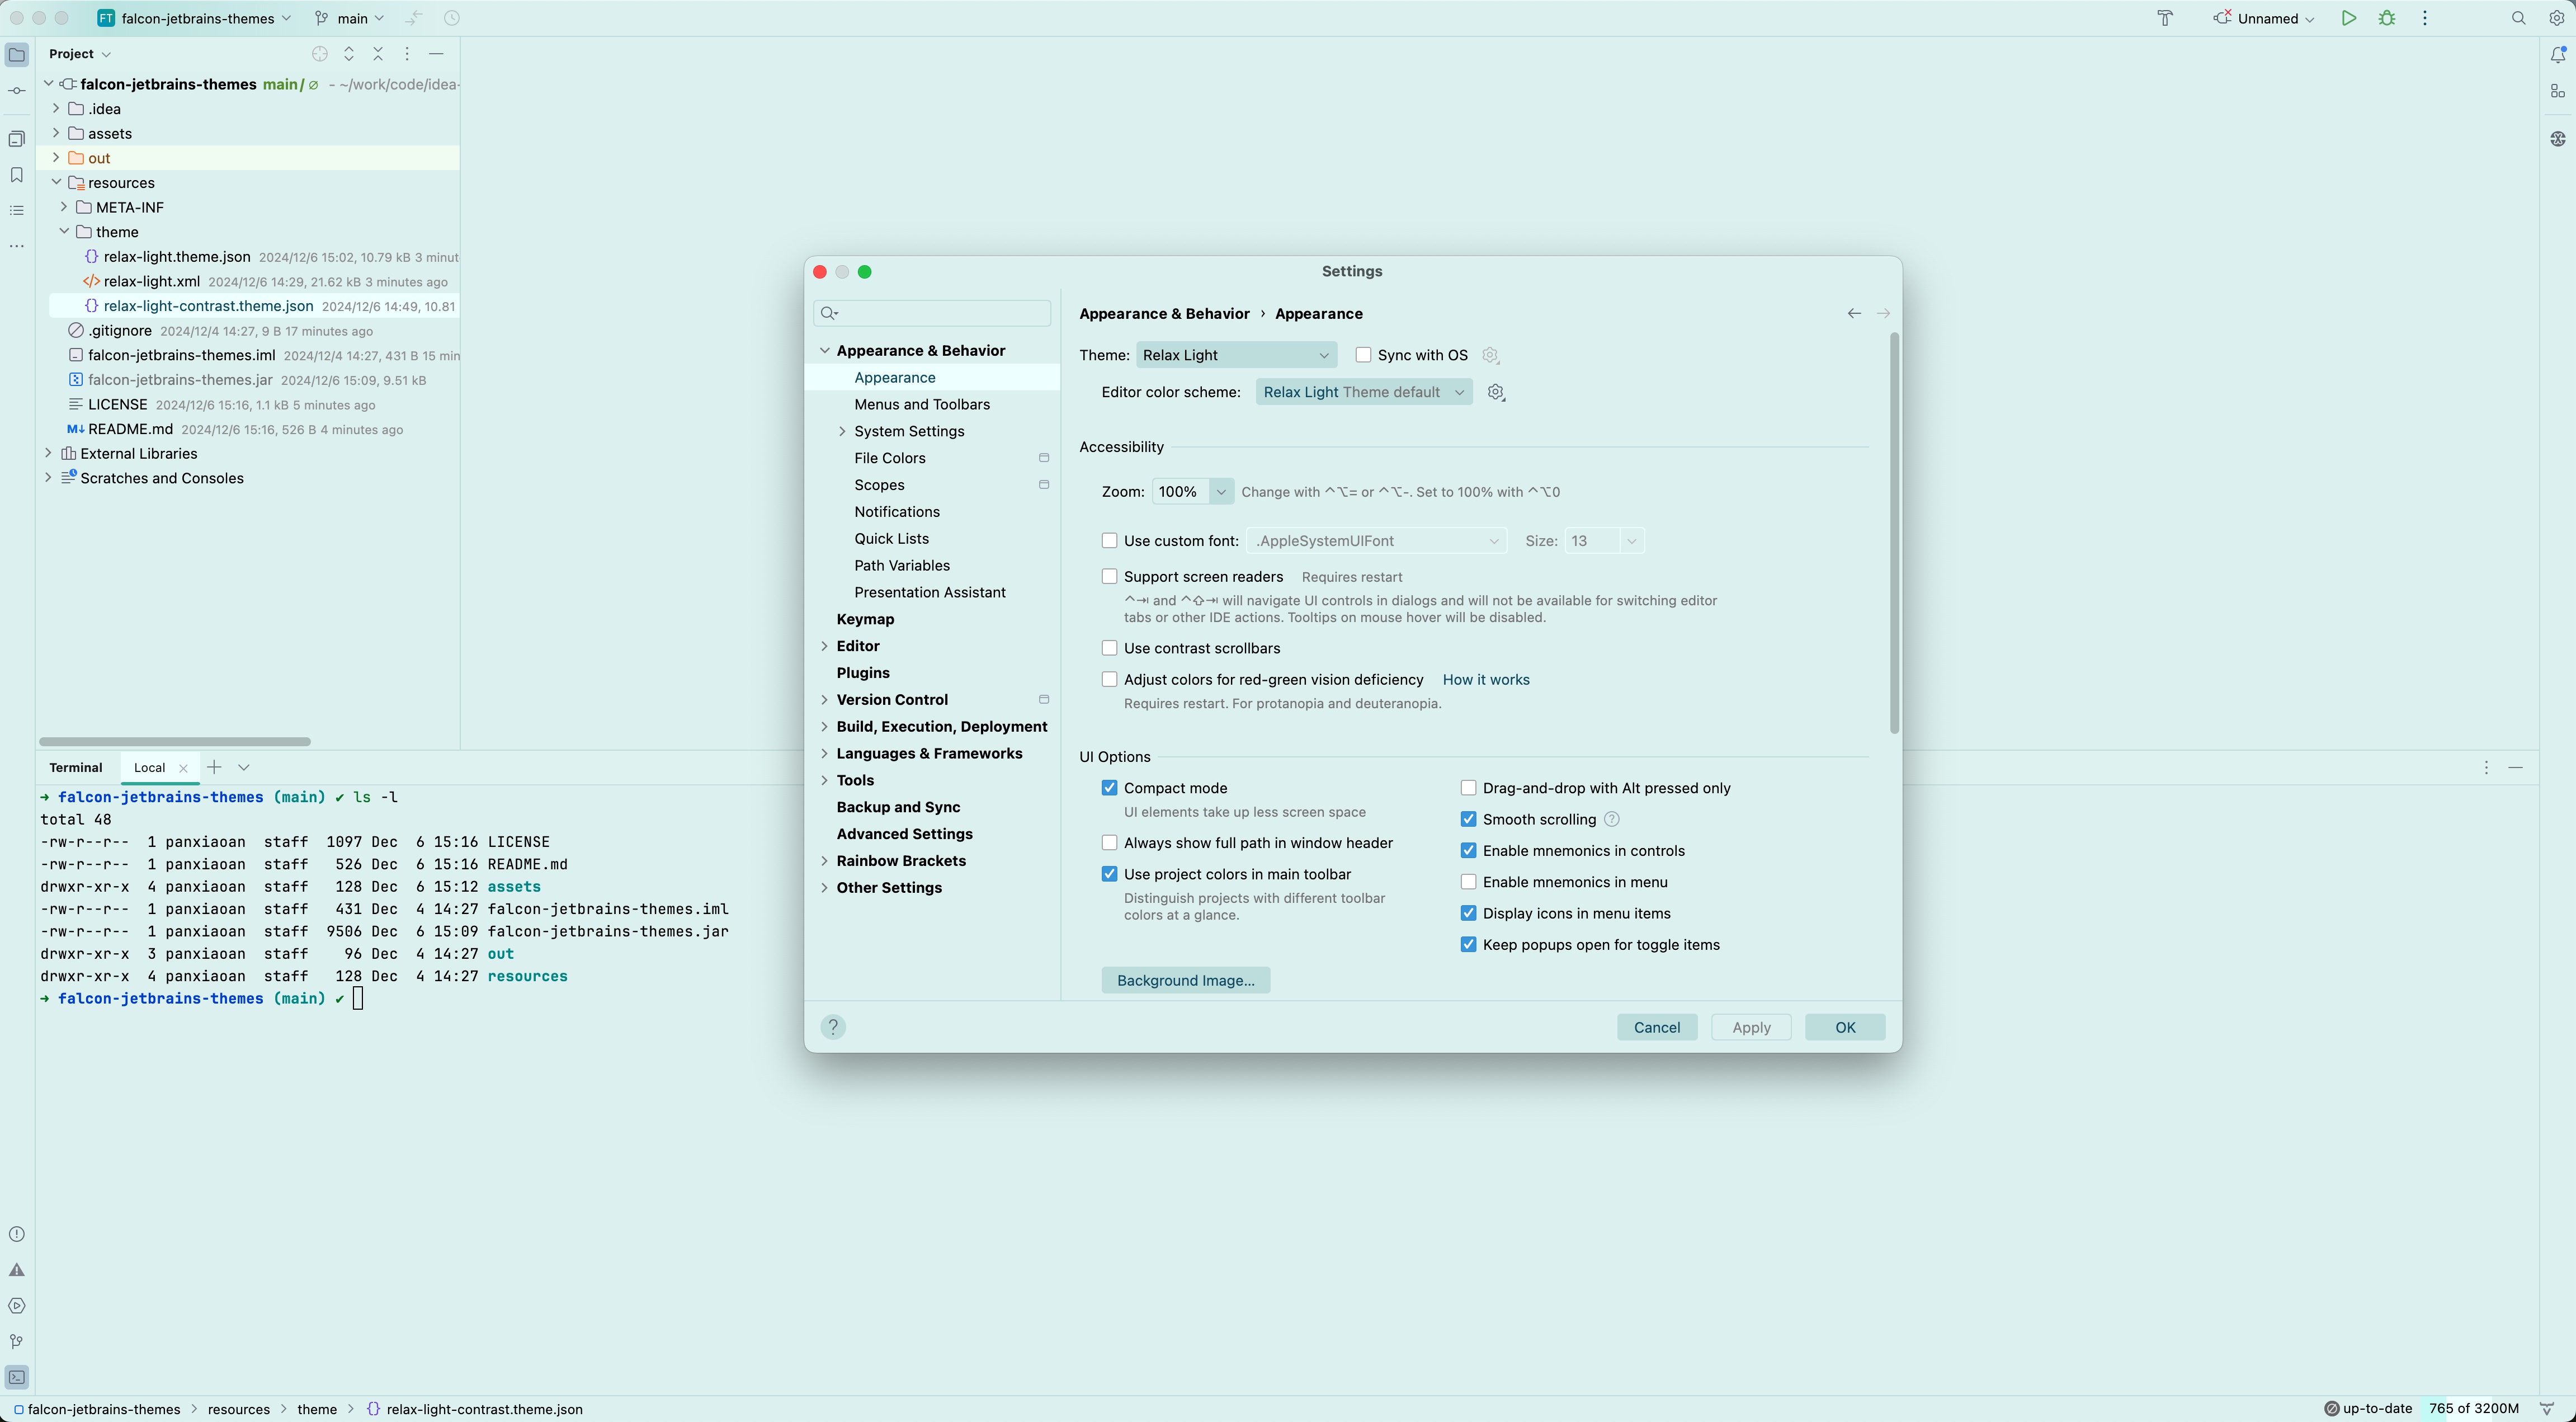 FT falcon-jetbrains-themes main
Unnamed
Project
falcon-jetbrains-themes main / ∅ - ~/work/code/idea-
.idea
assets
out
resources
META-INF
theme
relax-light.theme.json 2024/12/6 15:02, 10.79 kB 3 minut
relax-light.xml 2024/12/6 14:29, 21.62 kB 3 minutes ago
relax-light-contrast.theme.json 2024/12/6 14:49, 10.81
.gitignore 2024/12/4 14:27, 9 B 17 minutes ago
falcon-jetbrains-themes.iml 2024/12/4 14:27, 431 B 15 min
falcon-jetbrains-themes.jar 2024/12/6 15:09, 9.51 kB
LICENSE 2024/12/6 15:16, 1.1 kB 5 minutes ago
M↓ README.md 2024/12/6 15:16, 526 B 4 minutes ago
External Libraries
Scratches and Consoles
Terminal Local
→ falcon-jetbrains-themes (main) ✔ ls -l
total 48
-rw-r--r-- 1 panxiaoan staff 1097 Dec 6 15:16 LICENSE
-rw-r--r-- 1 panxiaoan staff 526 Dec 6 15:16 README.md
drwxr-xr-x 4 panxiaoan staff 128 Dec 6 15:12 assets
-rw-r--r-- 1 panxiaoan staff 431 Dec 4 14:27 falcon-jetbrains-themes.iml
-rw-r--r-- 1 panxiaoan staff 9506 Dec 6 15:09 falcon-jetbrains-themes.jar
drwxr-xr-x 3 panxiaoan staff 96 Dec 4 14:27 out
drwxr-xr-x 4 panxiaoan staff 128 Dec 4 14:27 resources
→ falcon-jetbrains-themes (main) ✔
Settings
Appearance & Behavior
Appearance
Menus and Toolbars
System Settings
File Colors
Scopes
Notifications
Quick Lists
Path Variables
Presentation Assistant
Keymap
Editor
Plugins
Version Control
Build, Execution, Deployment
Languages & Frameworks
Tools
Backup and Sync
Advanced Settings
Rainbow Brackets
Other Settings
Appearance & Behavior › Appearance
Theme: Relax Light Sync with OS
Editor color scheme: Relax Light Theme default
Accessibility
Zoom: 100% Change with ⌃⌥= or ⌃⌥-. Set to 100% with ⌃⌥0
Use custom font: .AppleSystemUIFont Size: 13
Support screen readers Requires restart
⌃⇥ and ⌃⇧⇥ will navigate UI controls in dialogs and will not be available for switching editor
tabs or other IDE actions. Tooltips on mouse hover will be disabled.
Use contrast scrollbars
Adjust colors for red-green vision deficiency How it works
Requires restart. For protanopia and deuteranopia.
UI Options
Compact mode
UI elements take up less screen space
Always show full path in window header
Use project colors in main toolbar
Distinguish projects with different toolbar
colors at a glance.
Drag-and-drop with Alt pressed only
Smooth scrolling ?
Enable mnemonics in controls
Enable mnemonics in menu
Display icons in menu items
Keep popups open for toggle items
Background Image...
? Cancel Apply OK
falcon-jetbrains-themes > resources > theme > {} relax-light-contrast.theme.json
up-to-date 765 of 3200M